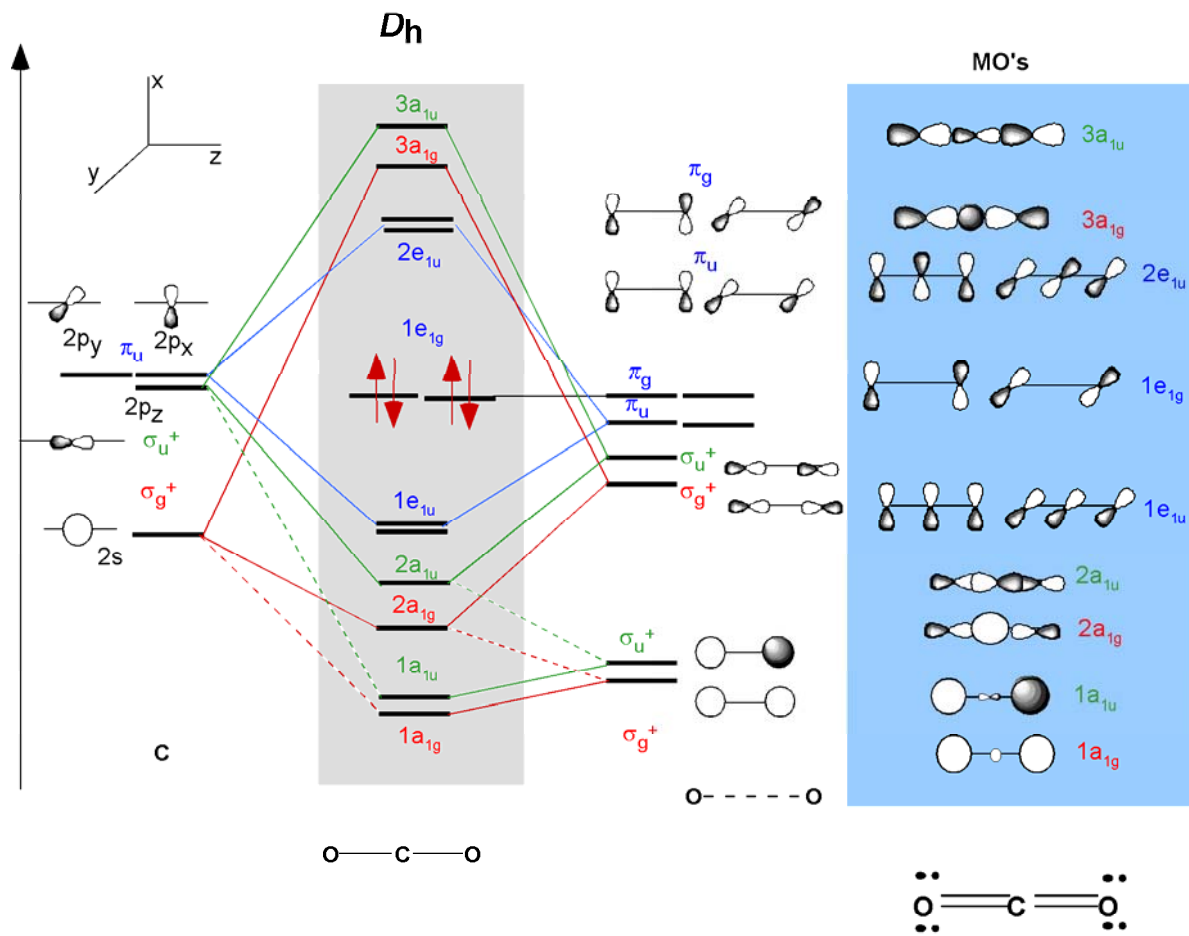 Dh
MO's
x
z
y
3a1u
3a1g
2e1u
1e1g
2py
2px
πu
2pz
σu+
σg+
2s
1e1u
2a1u
2a1g
1a1u
1a1g
C
πg
πu
πg
πu
σu+
σg+
σu+
σg+
O-----O
O—C—O
3a1u
3a1g
2e1u
1e1g
1e1u
2a1u
2a1g
1a1u
1a1g
O=C=O